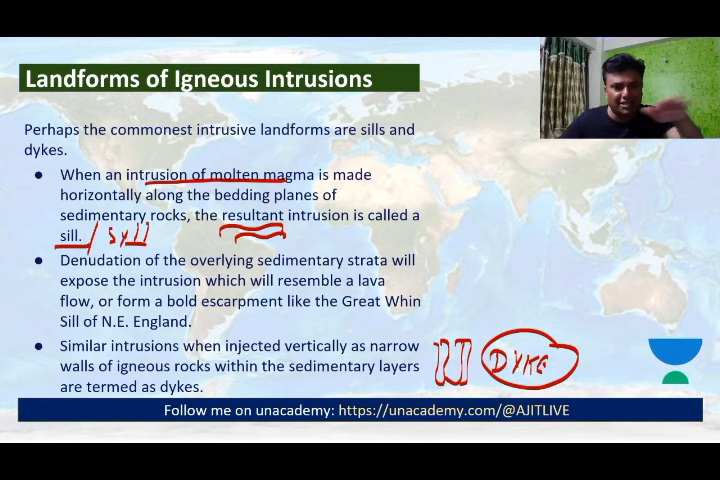 Landforms of Igneous Intrusions
Perhaps the commonest intrusive landforms are sills and
dykes.
● When an intrusion of molten magma is made
horizontally along the bedding planes of
sedimentary rocks, the resultant intrusion is called a
sill. / Syll
● Denudation of the overlying sedimentary strata will
expose the intrusion which will resemble a lava
flow, or form a bold escarpment like the Great Whin
Sill of N.E. England.
● Similar intrusions when injected vertically as narrow
walls of igneous rocks within the sedimentary layers
are termed as dykes.
DYKE
Follow me on unacademy: https://unacademy.com/@AJITLIVE